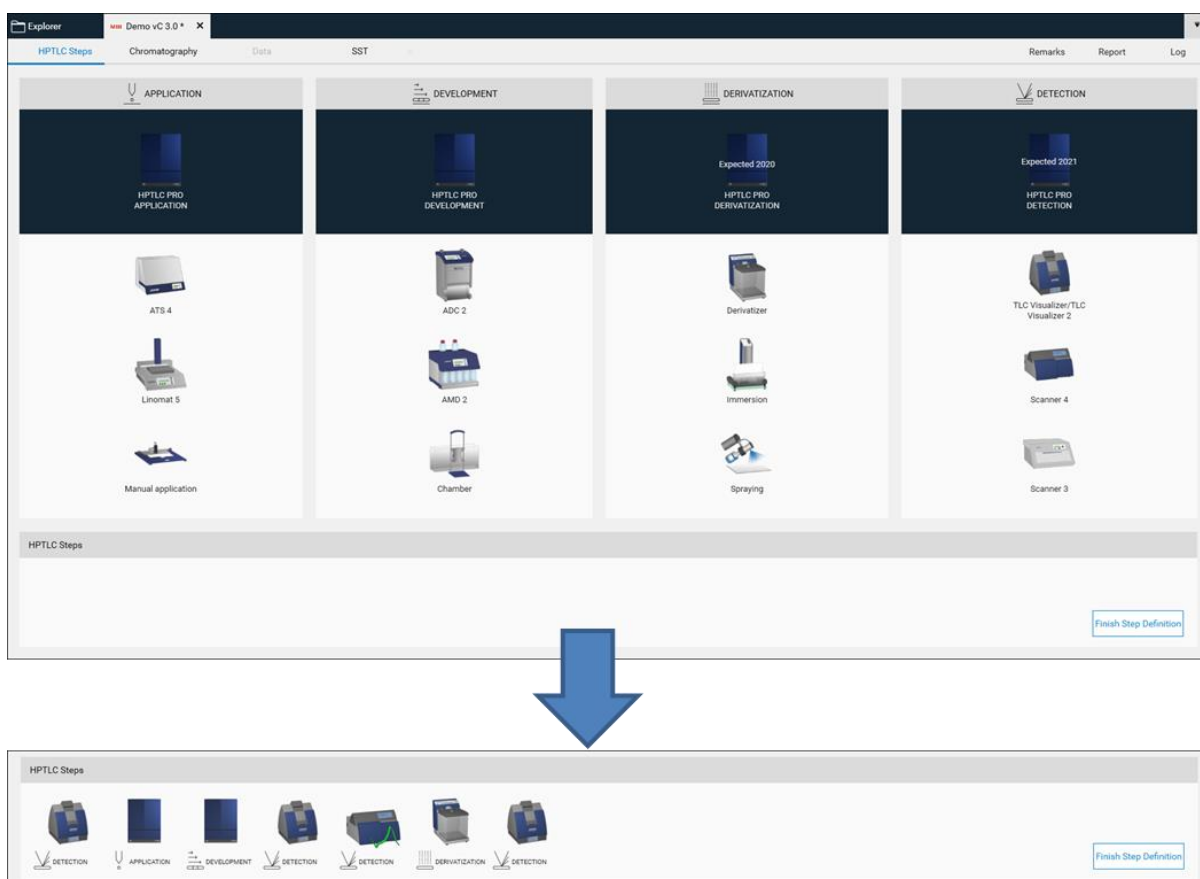 Explorer
MW Demo vC 3.0 * X
HPTLC Steps Chromatography Data SST Remarks Report Log
APPLICATION DEVELOPMENT DERIVATIZATION DETECTION
Expected 2020 Expected 2021
HPTLC PRO
APPLICATION
HPTLC PRO
DEVELOPMENT
HPTLC PRO
DERIVATIZATION
HPTLC PRO
DETECTION
ATS 4 ADC 2 Derivatizer TLC Visualizer/TLC
Visualizer 2
Linomat 5 AMD 2 Immersion Scanner 4
Manual application Chamber Spraying Scanner 3
HPTLC Steps
Finish Step Definition
HPTLC Steps
DETECTION APPLICATION DEVELOPMENT DETECTION DETECTION DERIVATIZATION DETECTION
Finish Step Definition